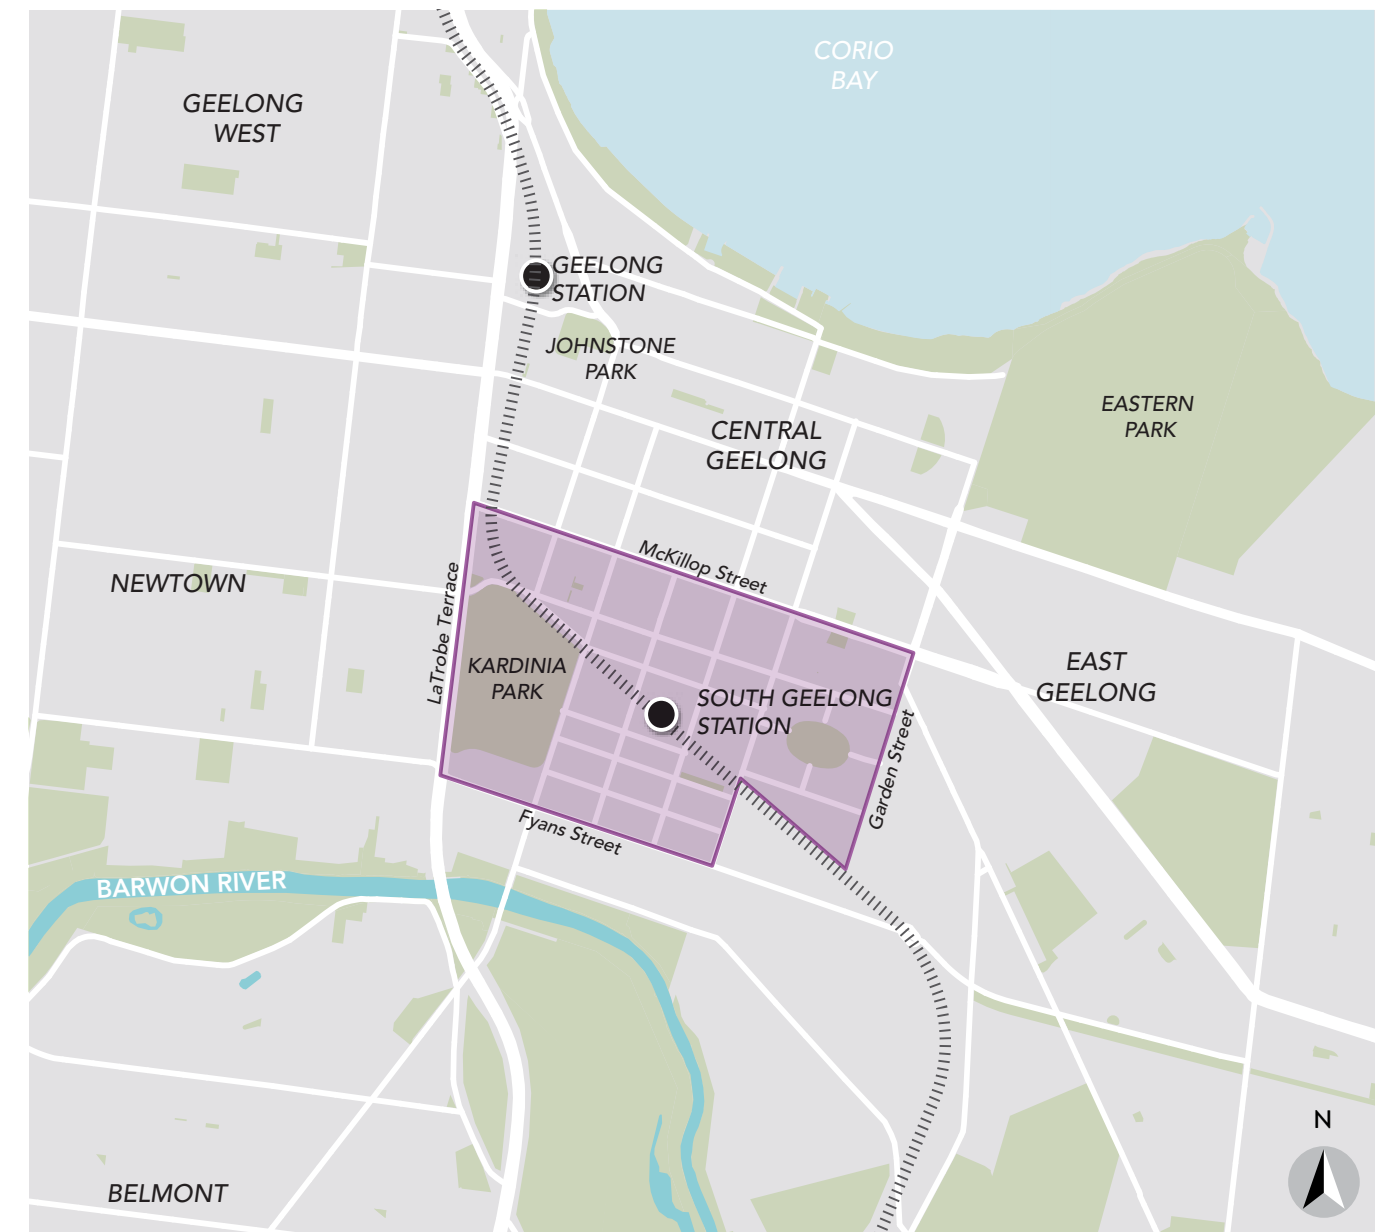 CORIO
BAY
GEELONG
WEST
GEELONG
STATION
JOHNSTONE
PARK
EASTERN
PARK
CENTRAL
GEELONG
McKillop Street
NEWTOWN
LaTrobe Terrace
KARDINIA
PARK
EAST
GEELONG
SOUTH GEELONG
STATION
Garden Street
Fyans Street
BARWON RIVER
N
BELMONT